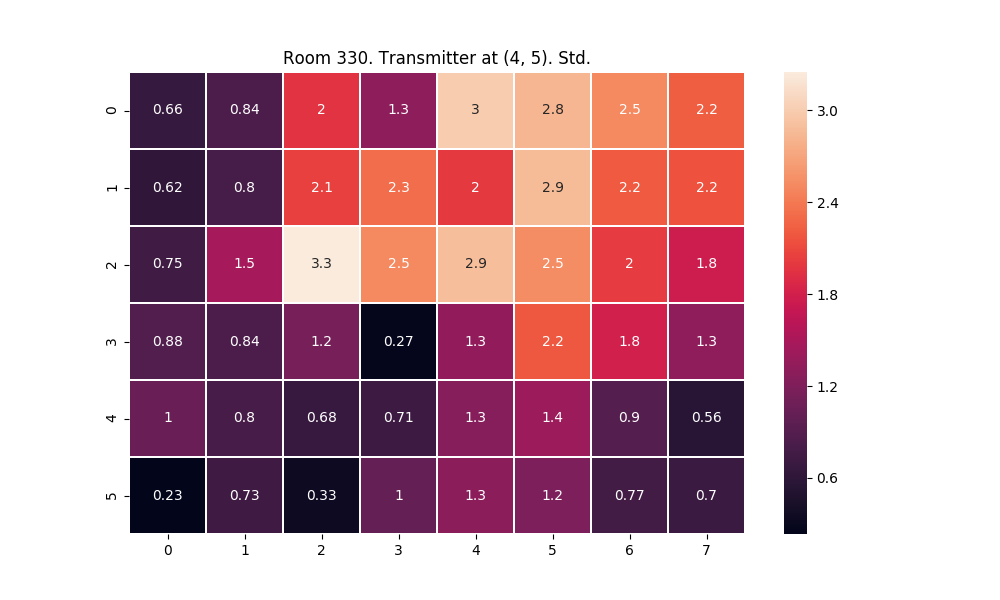 Room 330. Transmitter at (4, 5). Std.
0 0.66 0.84 2 1.3 3 2.8 2.5 2.2
1 0.62 0.8 2.1 2.3 2 2.9 2.2 2.2
2 0.75 1.5 3.3 2.5 2.9 2.5 2 1.8
3 0.88 0.84 1.2 0.27 1.3 2.2 1.8 1.3
4 1 0.8 0.68 0.71 1.3 1.4 0.9 0.56
5 0.23 0.73 0.33 1 1.3 1.2 0.77 0.7
0 1 2 3 4 5 6 7
3.0
2.4
1.8
1.2
0.6